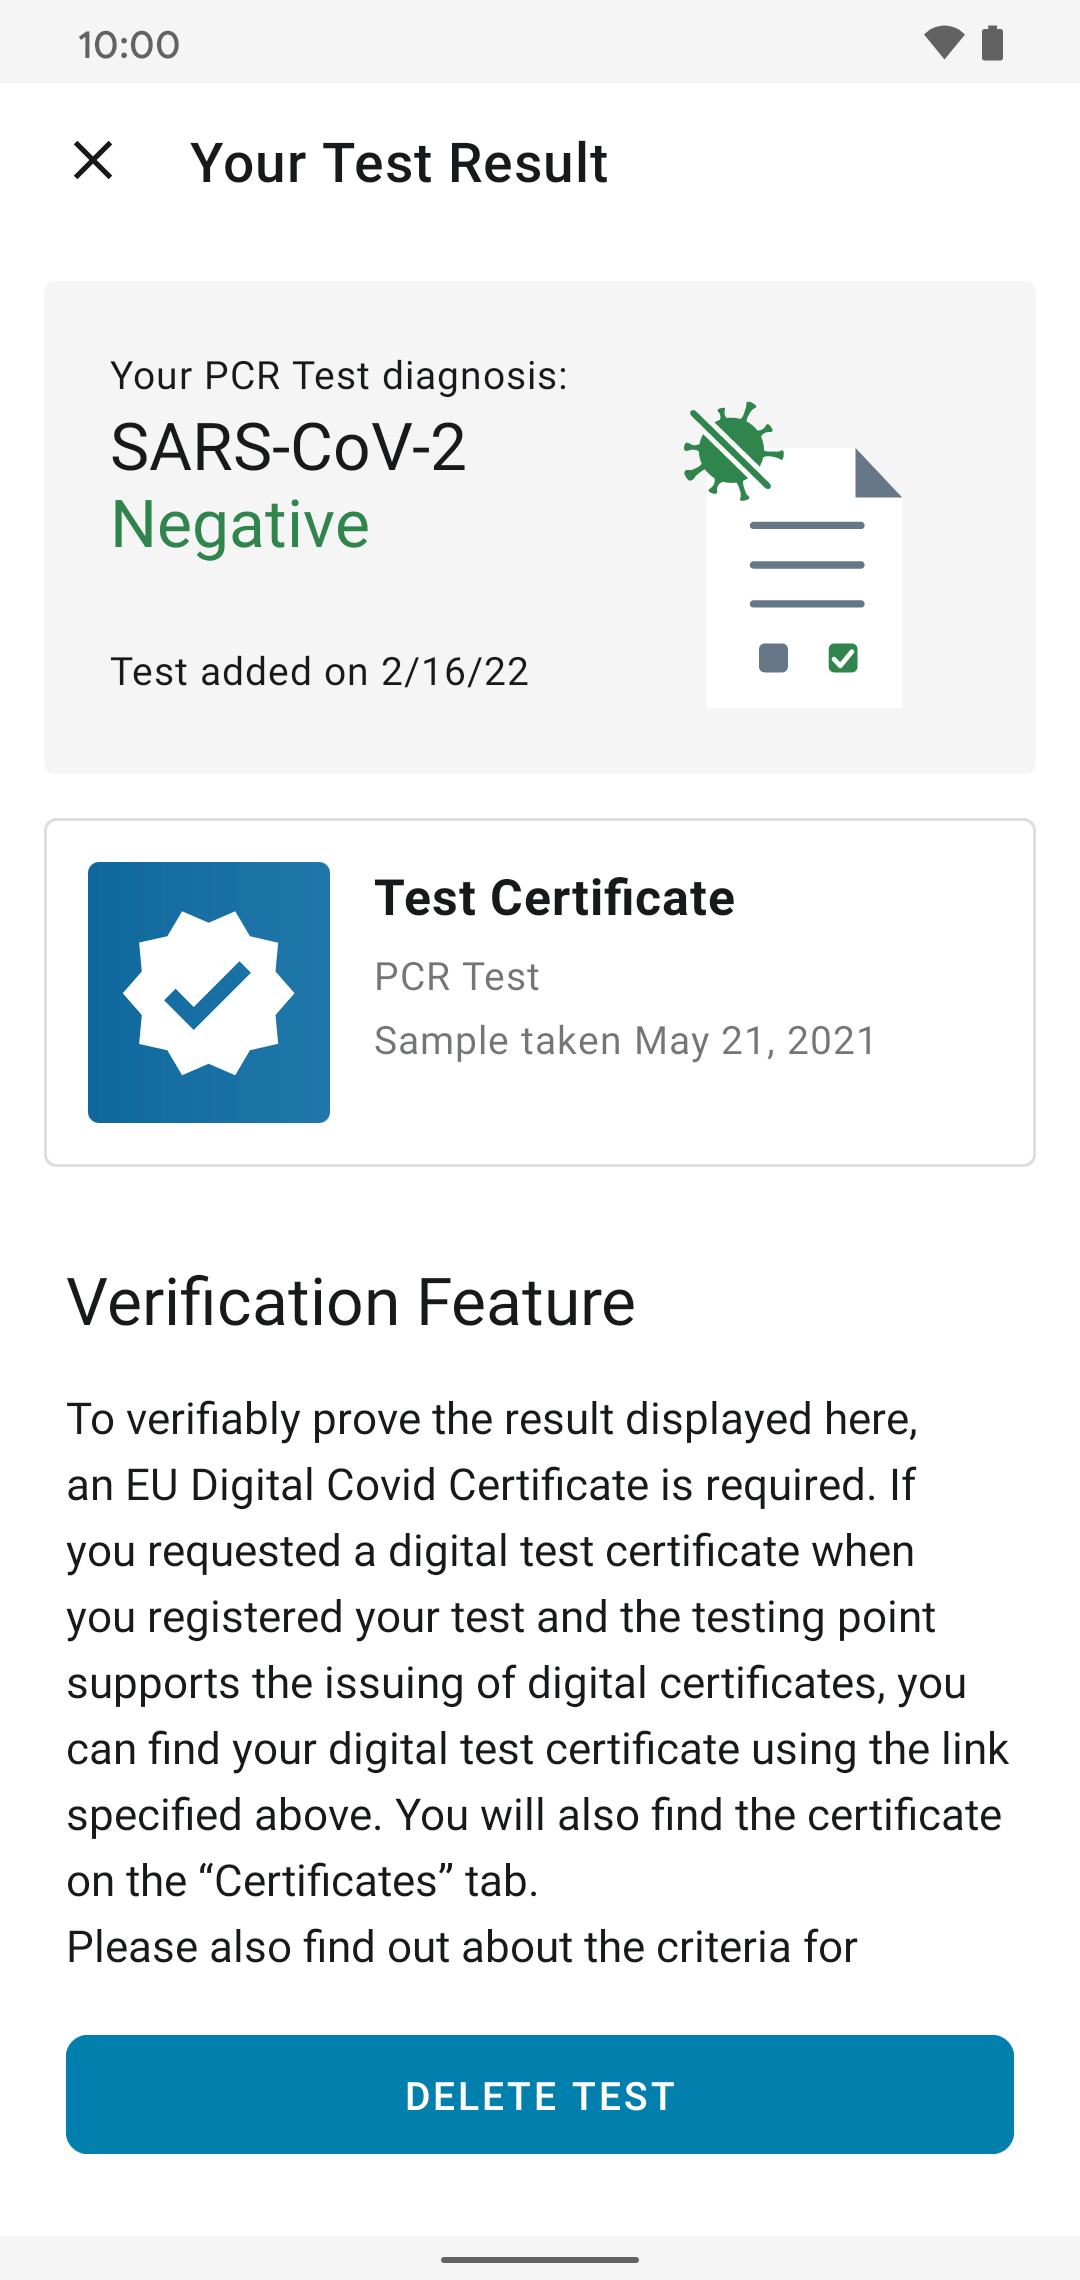 10:00
Your Test Result
Your PCR Test diagnosis:
SARS-CoV-2
Negative
Test added on 2/16/22
Test Certificate
PCR Test
Sample taken May 21, 2021
Verification Feature
To verifiably prove the result displayed here,
an EU Digital Covid Certificate is required. If
you requested a digital test certificate when
you registered your test and the testing point
supports the issuing of digital certificates, you
can find your digital test certificate using the link
specified above. You will also find the certificate
on the “Certificates” tab.
Please also find out about the criteria for
DELETE TEST